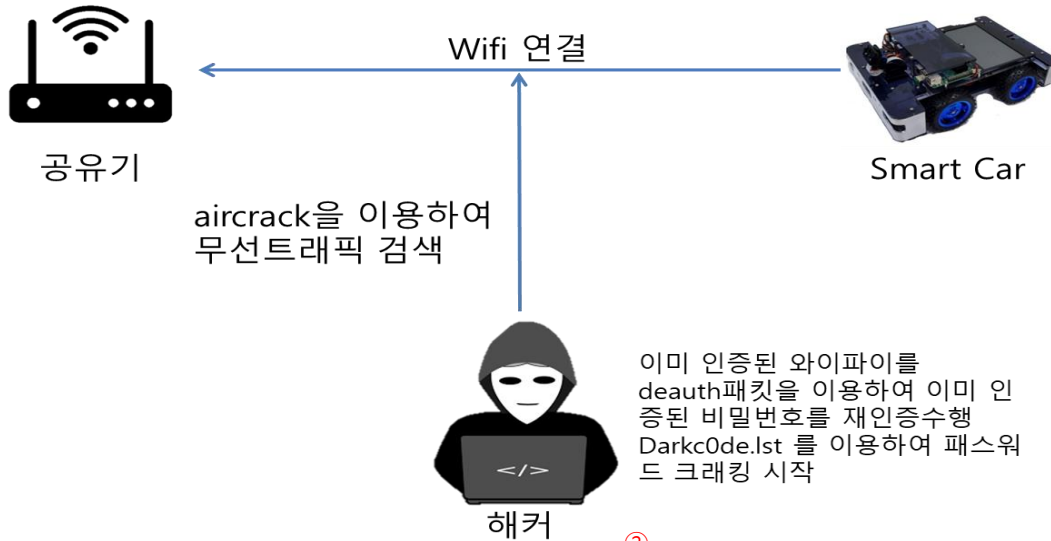 Wifi 연결
공유기
Smart Car
aircrack을 이용하여
무선트래픽 검색
이미 인증된 와이파이를
deauth패킷을 이용하여 이미 인
증된 비밀번호를 재인증수행
Darkc0de.lst 를 이용하여 패스워
드 크래킹 시작
</>
해커